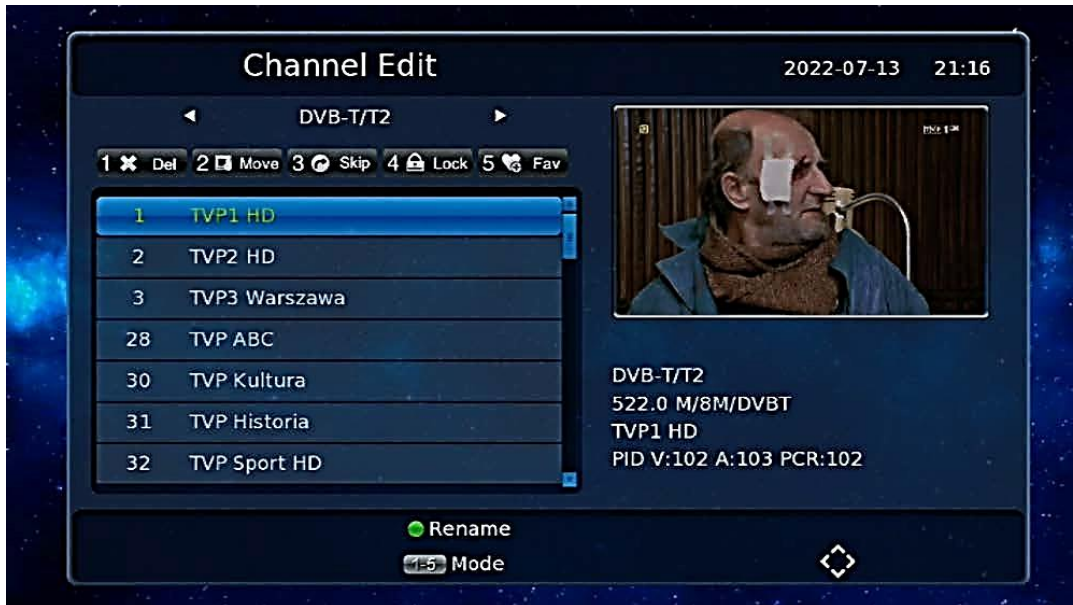 Channel Edit
2022-07-13 21:16
DVB-T/T2
1 Del 2 Move 3 Skip 4 Lock 5 Fav
1 TVP1 HD
2 TVP2 HD
3 TVP3 Warszawa
28 TVP ABC
30 TVP Kultura
31 TVP Historia
32 TVP Sport HD
DVB-T/T2
522.0 M/8M/DVBT
TVP1 HD
PID V:102 A:103 PCR:102
Rename
1-5 Mode